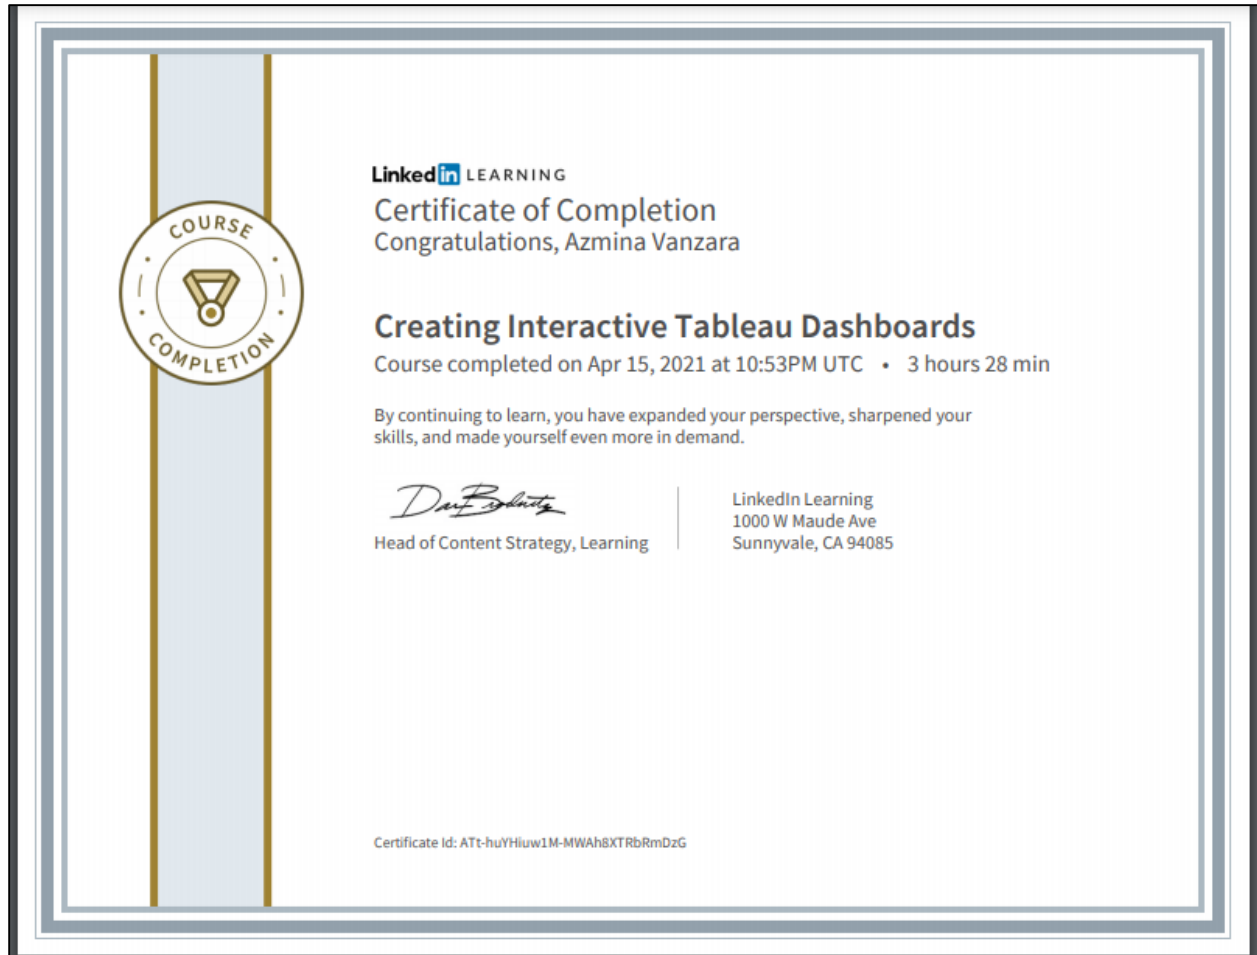 COURSE
COMPLETION
Linkedin LEARNING
Certificate of Completion
Congratulations, Azmina Vanzara
Creating Interactive Tableau Dashboards
Course completed on Apr 15, 2021 at 10:53PM UTC • 3 hours 28 min
By continuing to learn, you have expanded your perspective, sharpened your
skills, and made yourself even more in demand.
Head of Content Strategy, Learning
LinkedIn Learning
1000 W Maude Ave
Sunnyvale, CA 94085
Certificate Id: ATt-huYHiuw1M-MWAh8XTRbRmDzG